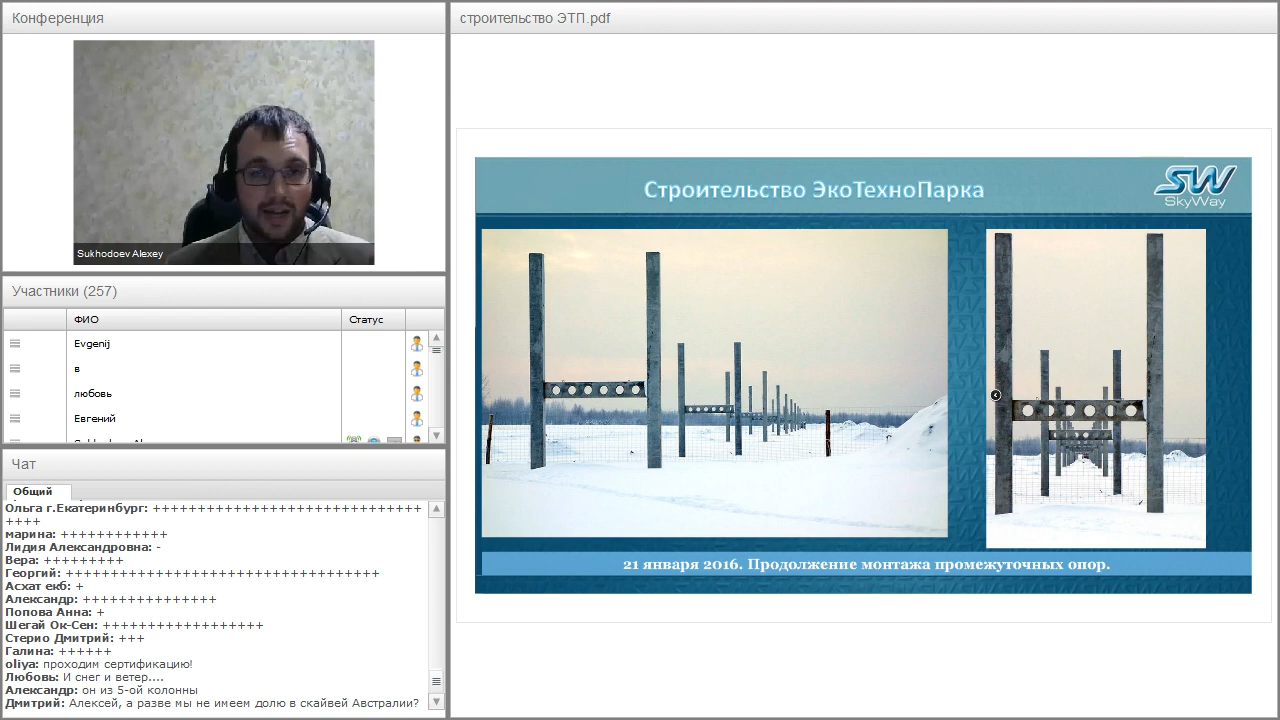 Конференция
Sukhodoev Alexey
Участники (257)
ФИО
Статус
Evgenij
в
любовь
Евгений
Чат
Общий
Ольга г.Екатеринбург: ++++++++++++++++++++++++++++++
++++
марина: ++++++++++++
Лидия Александровна: -
Вера: +++++++++
Георгий: +++++++++++++++++++++++++++++++++++
Асхат екб: +
Александр: +++++++++++++++
Попова Анна: +
Шегай Ок-Сен: ++++++++++++++++++
Стерио Дмитрий: +++
Галина: ++++++
oliya: проходим сертификацию!
Любовь: И снег и ветер....
Александр: он из 5-ой колонны
Дмитрий: Алексей, а разве мы не имеем долю в скайвей Австралии?
строительство ЭТП.pdf
Строительство ЭкоТехноПарка
SW
SkyWay
21 января 2016. Продолжение монтажа промежуточных опор.